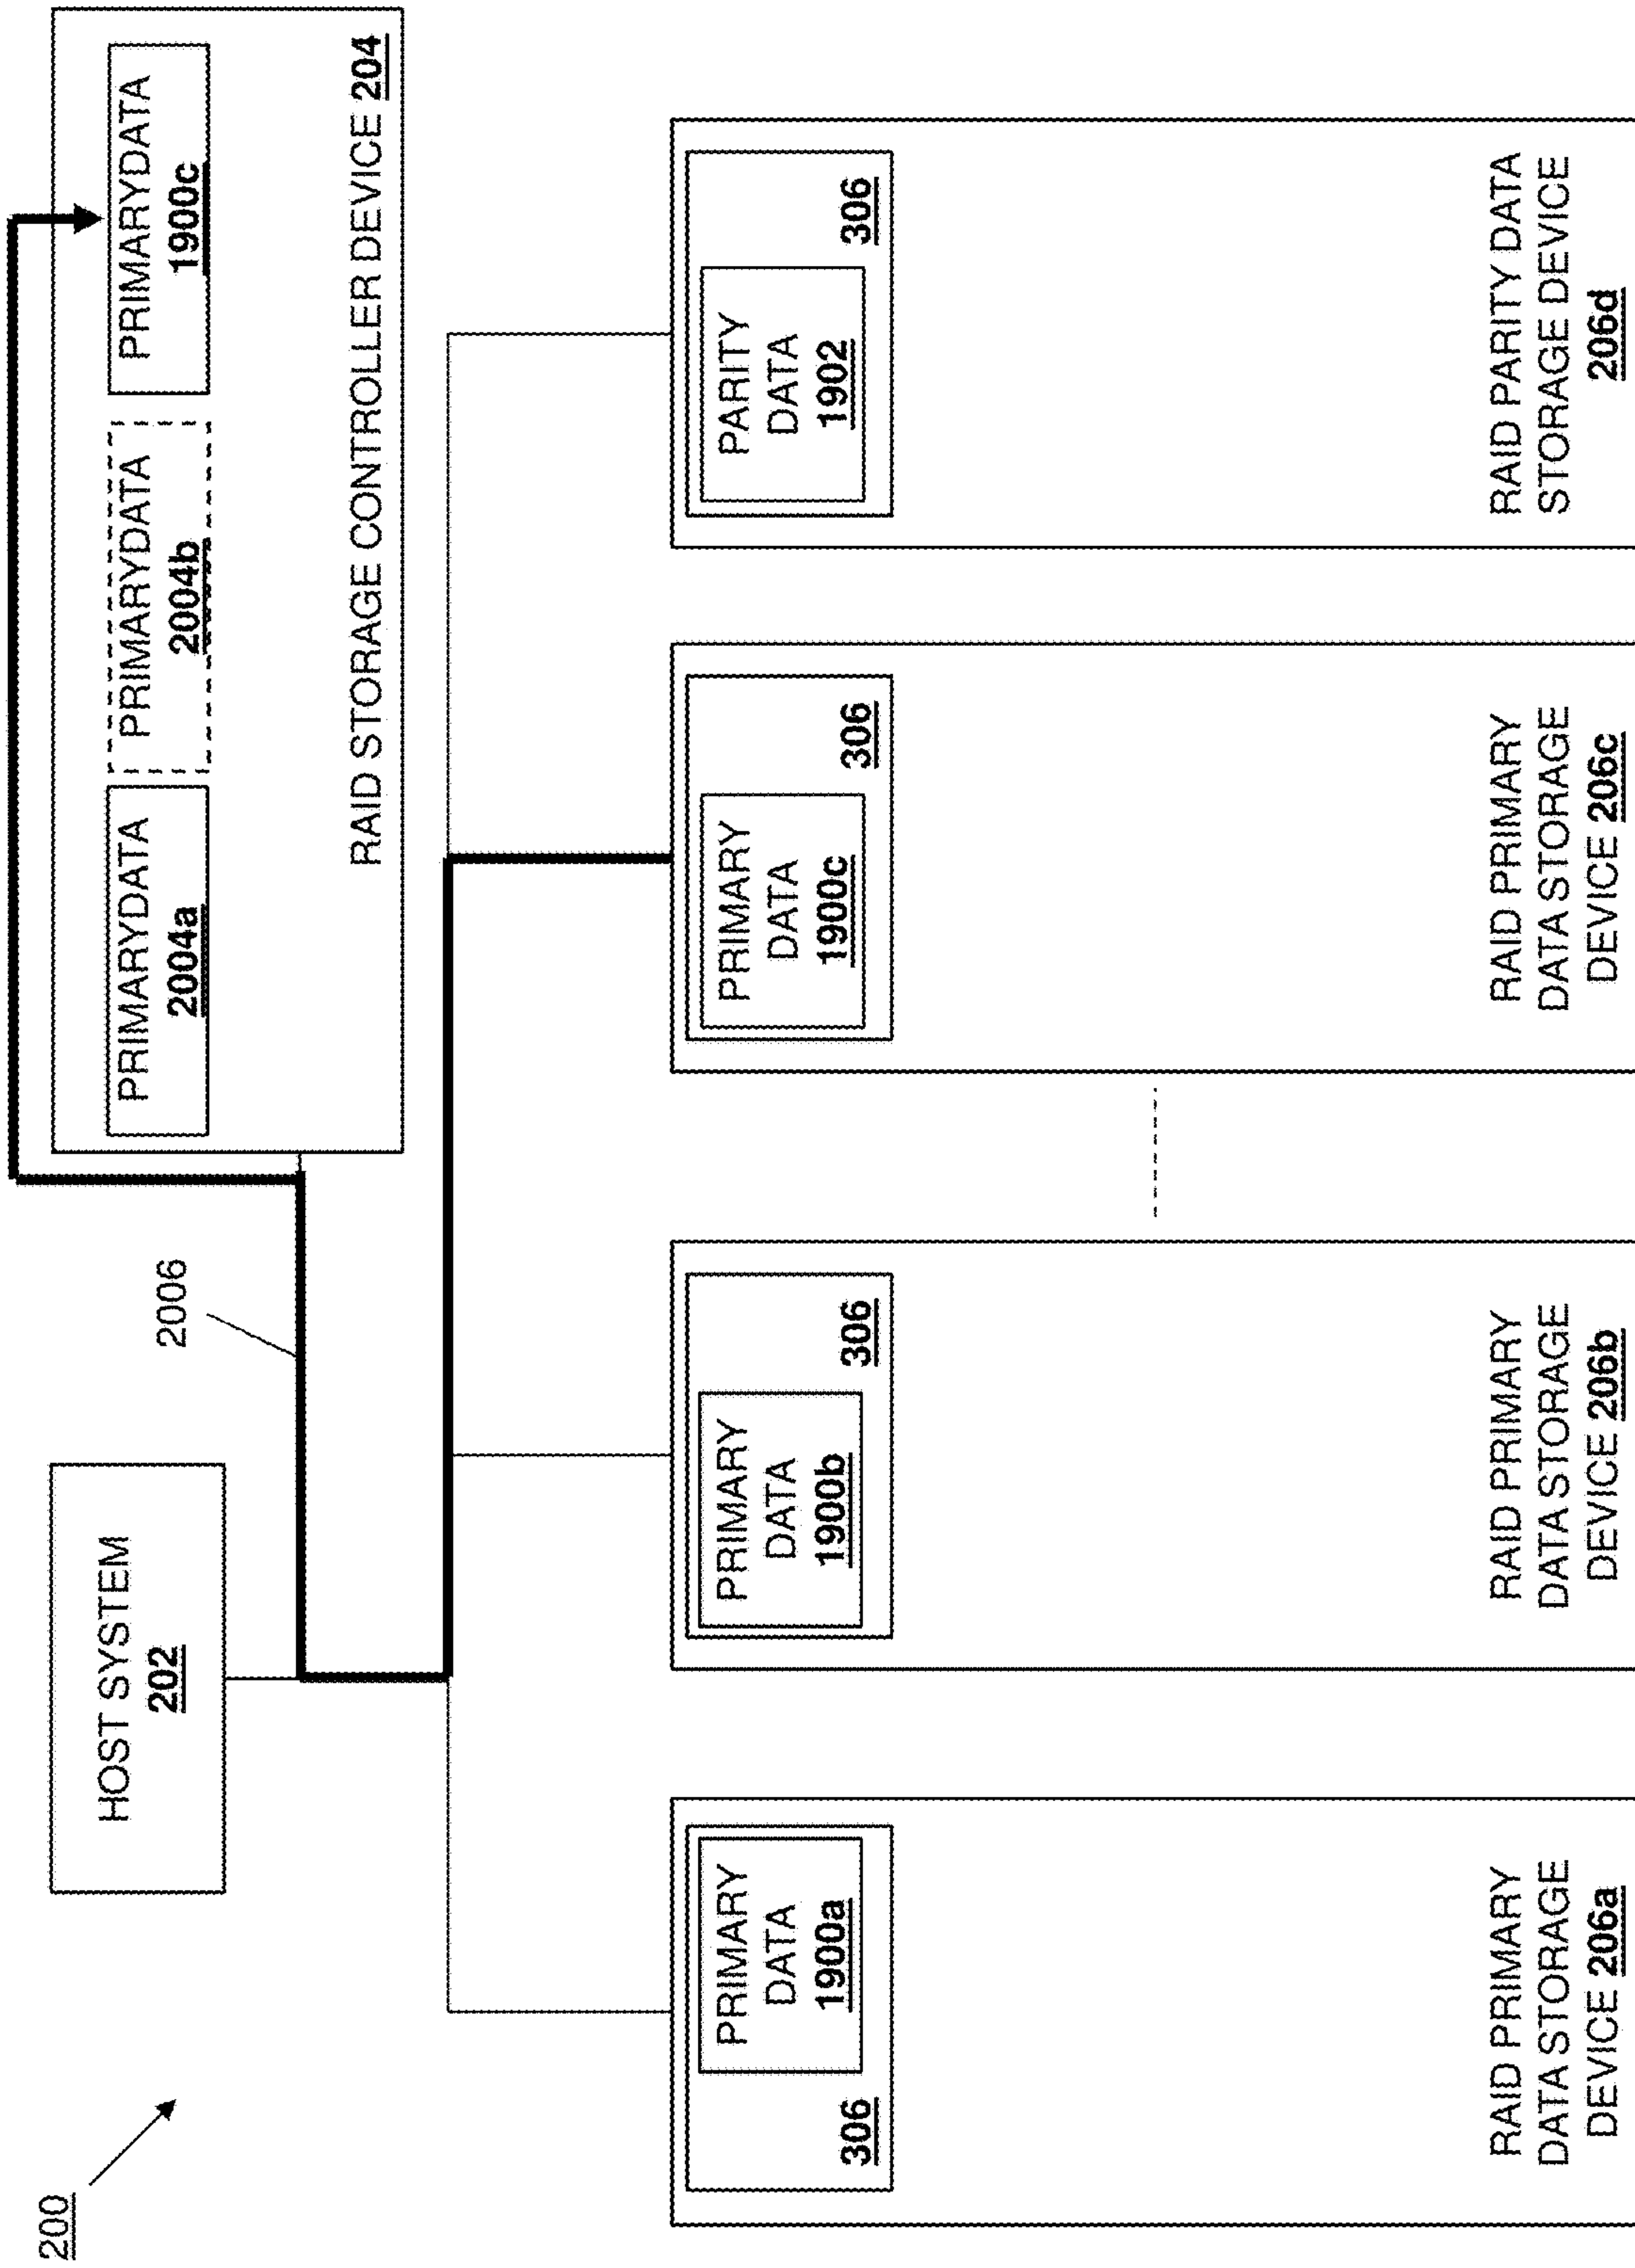 200
HOST SYSTEM
202
2006
PRIMARYDATA
2004a
PRIMARYDATA
2004b
PRIMARYDATA
1900c
RAID STORAGE CONTROLLER DEVICE 204
PRIMARY
DATA
1900a
306
RAID PRIMARY
DATA STORAGE
DEVICE 206a
PRIMARY
DATA
1900b
306
RAID PRIMARY
DATA STORAGE
DEVICE 206b
PRIMARY
DATA
1900c
306
RAID PRIMARY
DATA STORAGE
DEVICE 206c
PARITY
DATA
1902
306
RAID PARITY DATA
STORAGE DEVICE
206d